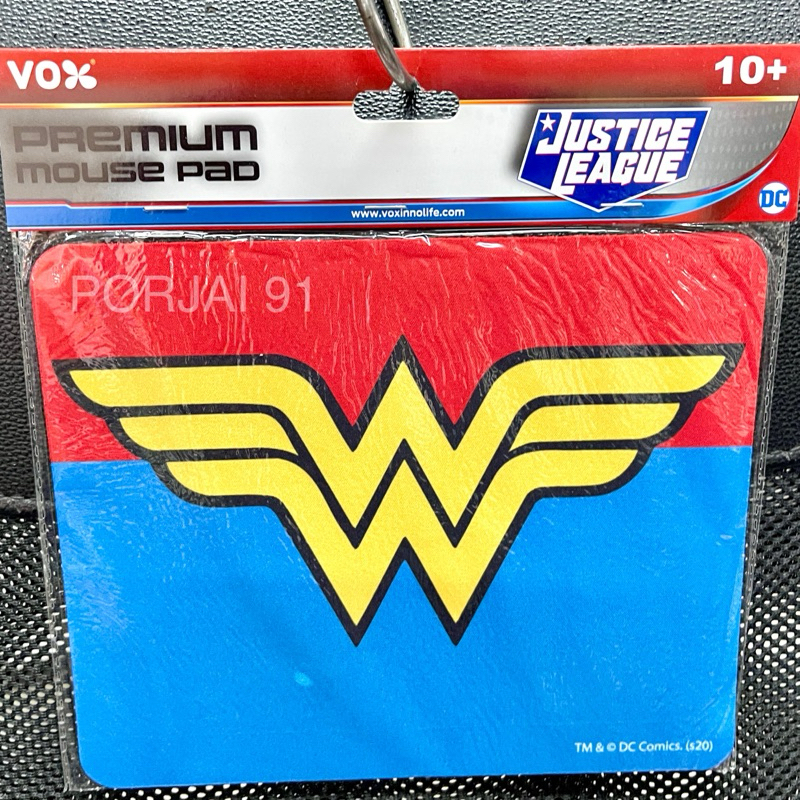 VOX
10+
PREMIUM
mouse pad
JUSTICE
LEAGUE
DC
www.voxinnolife.com
PORJAI 91
TM & © DC Comics. (s20)